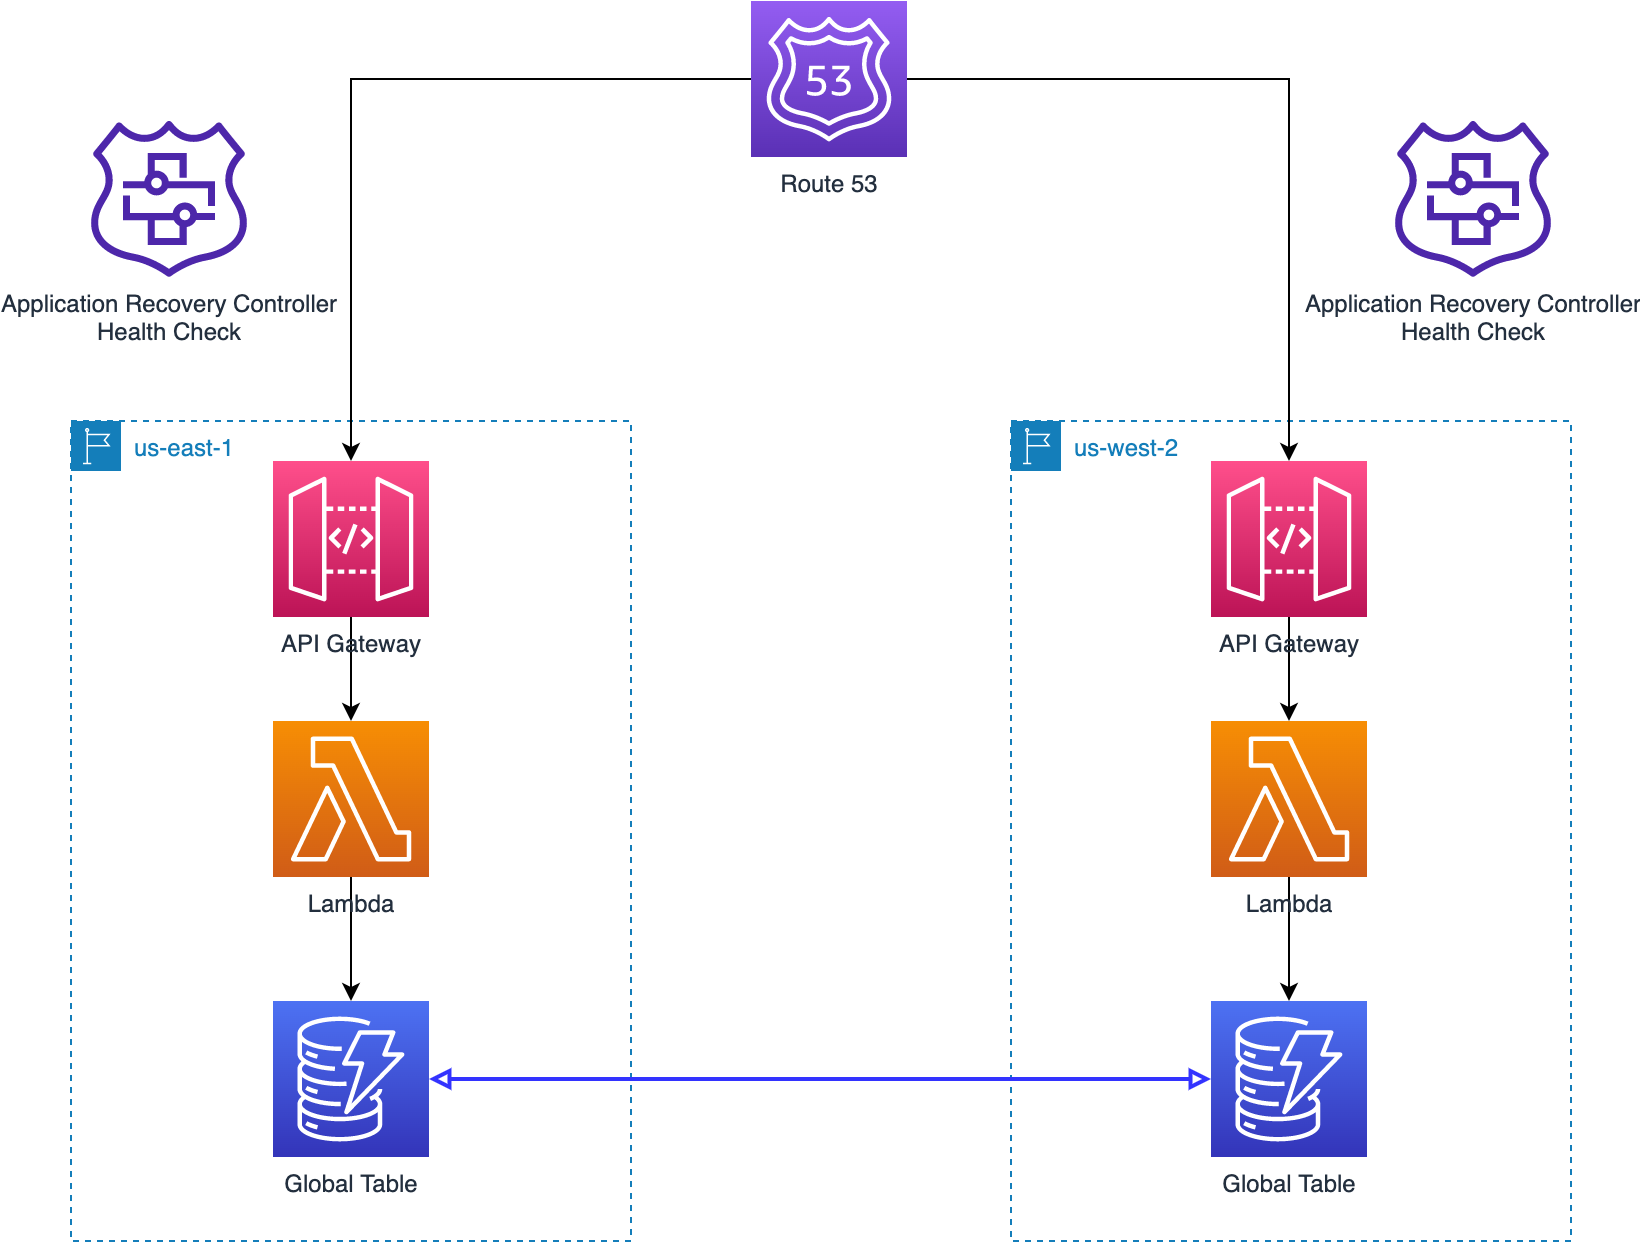 53
Route 53
Application Recovery Controller
Health Check
Application Recovery Controller
Health Check
us-east-1
us-west-2
</>
</>
API Gateway
API Gateway
Lambda
Lambda
Global Table
Global Table